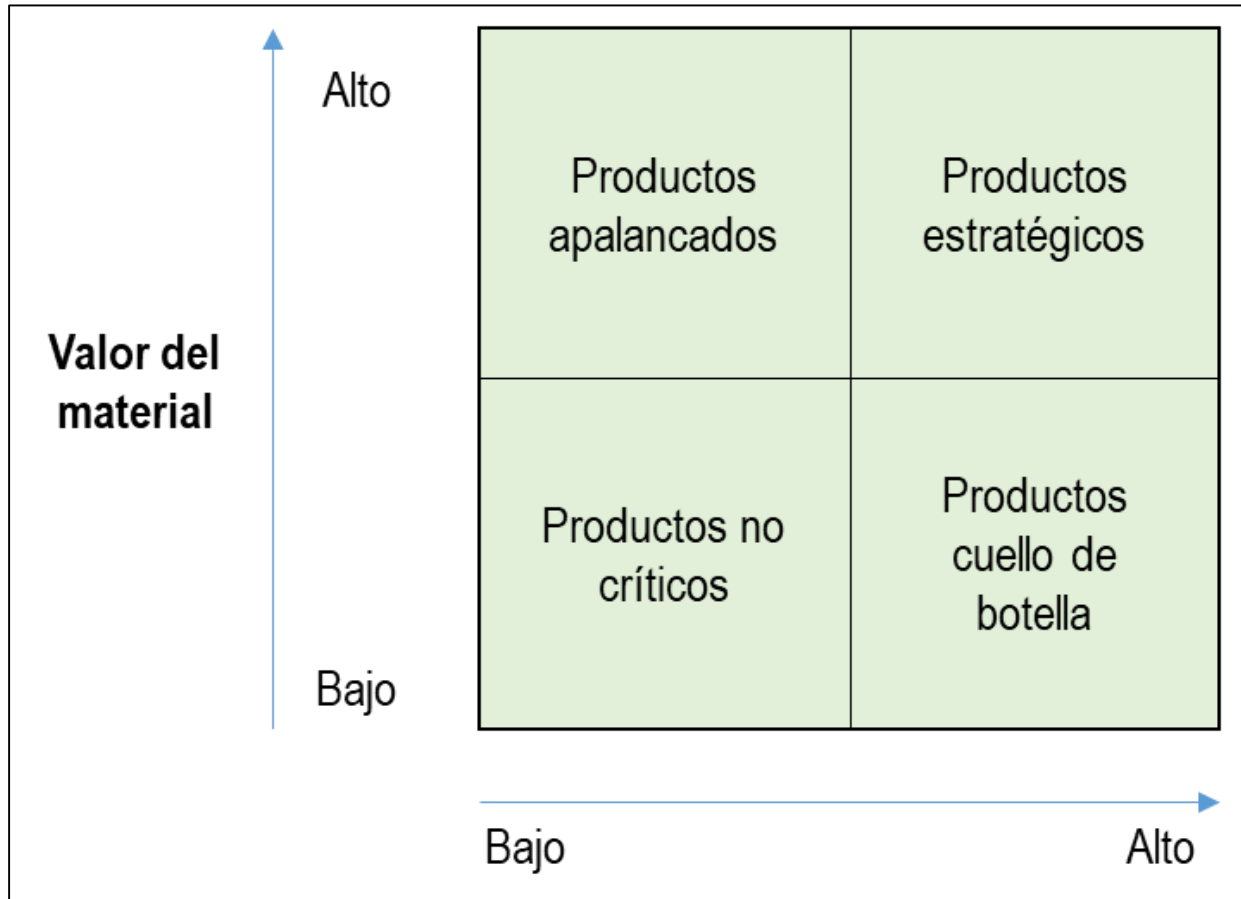 Alto
Productos
apalancados
Productos
estratégicos
Valor del
material
Productos no
críticos
Productos
cuello de
botella
Bajo
Bajo
Alto